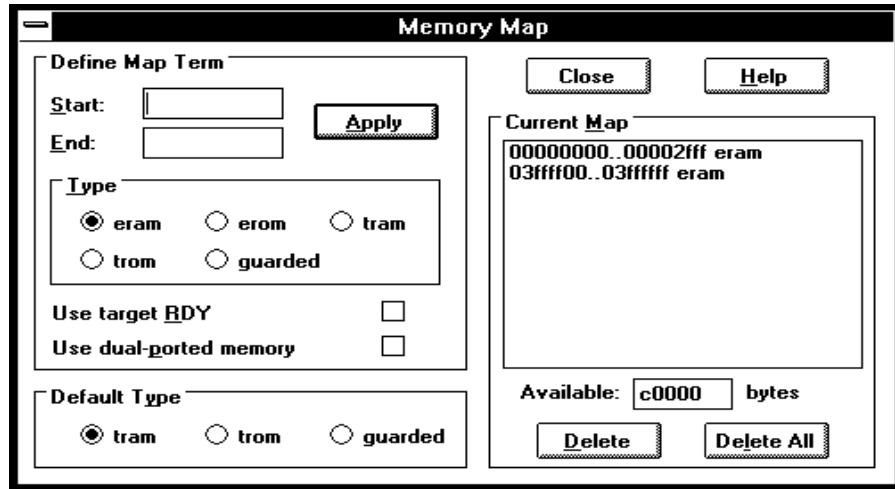 Memory Map
Define Map Term
Start:
End:
Apply
Type
eram erom tram
trom guarded
Use target RDY
Use dual-ported memory
Default Type
tram trom guarded
Close Help
Current Map
00000000..00002fff eram
03ffff00..03ffffff eram
Available: c0000 bytes
Delete Delete All